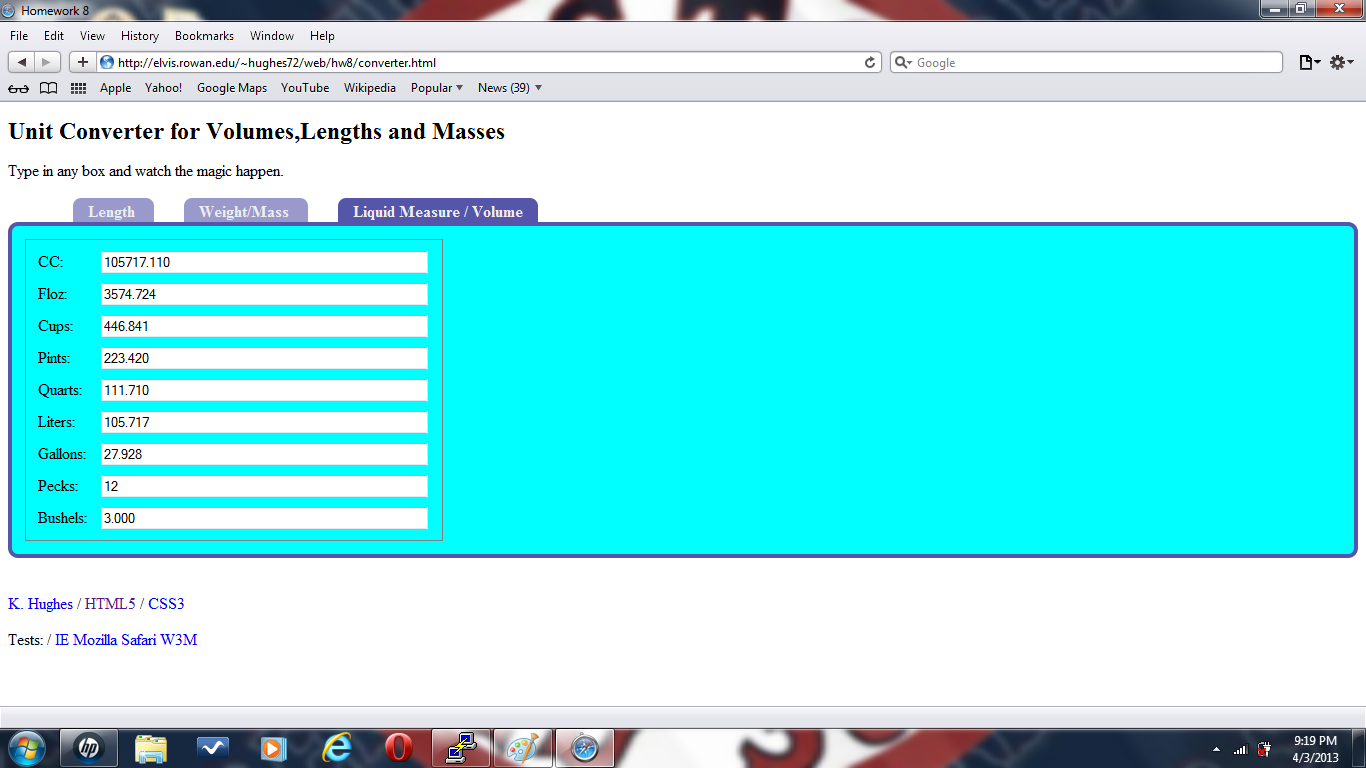 Homework 8
File Edit View History Bookmarks Window Help
http://elvis.rowan.edu/~hughes72/web/hw8/converter.html Google
Apple Yahoo! Google Maps YouTube Wikipedia Popular News (39)
Unit Converter for Volumes,Lengths and Masses
Type in any box and watch the magic happen.
Length Weight/Mass Liquid Measure / Volume
CC: 105717.110
Floz: 3574.724
Cups: 446.841
Pints: 223.420
Quarts: 111.710
Liters: 105.717
Gallons: 27.928
Pecks: 12
Bushels: 3.000
K. Hughes / HTML5 / CSS3
Tests: / IE Mozilla Safari W3M
hp
9:19 PM
4/3/2013